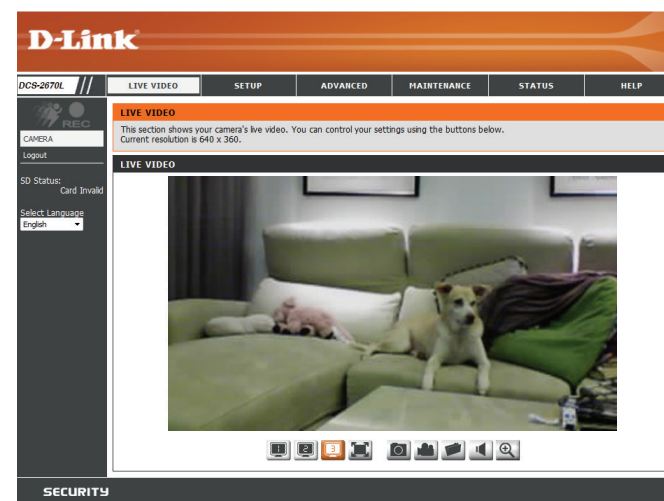 D-Link
DCS-2670L // LIVE VIDEO SETUP ADVANCED MAINTENANCE STATUS HELP
REC
CAMERA
Logout
SD Status:
Card Invalid
Select Language
English
LIVE VIDEO
This section shows your camera's live video. You can control your settings using the buttons below.
Current resolution is 640 x 360.
LIVE VIDEO
1 2 3
SECURITY